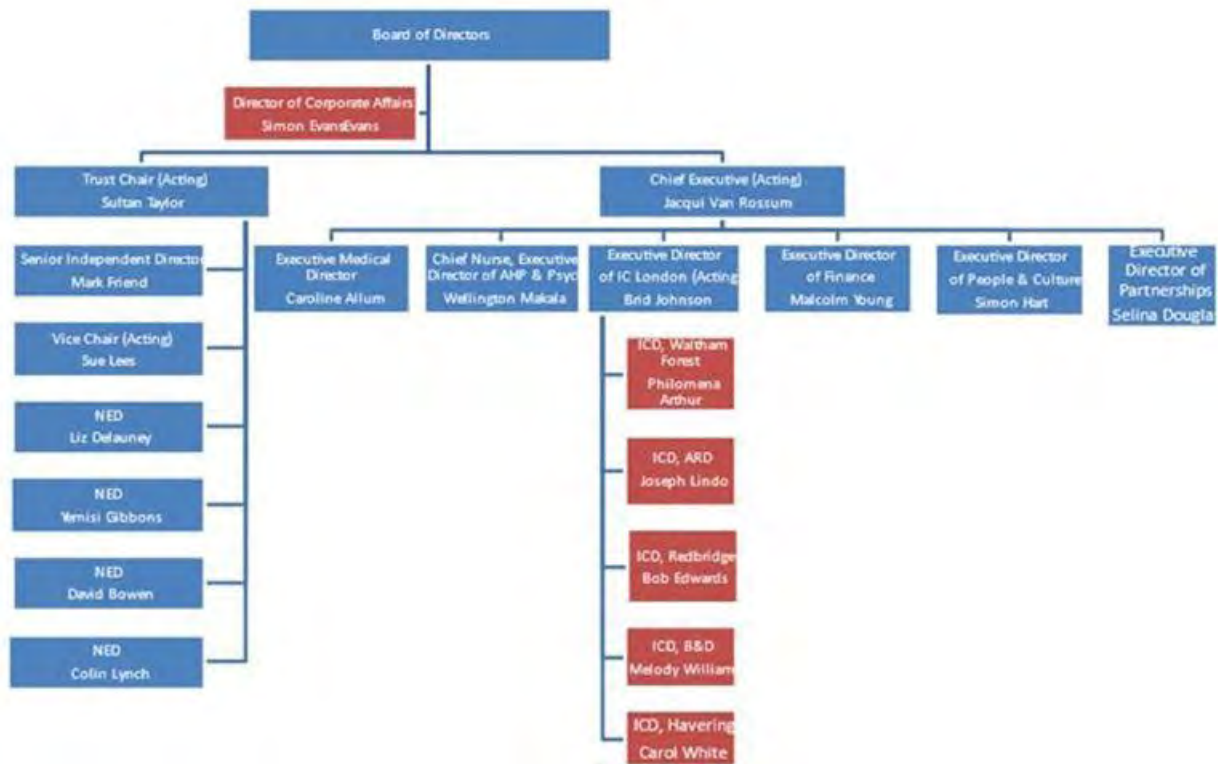 Board of Directors
Director of Corporate Affairs
Simon EvansEvans
Trust Chair (Acting)
Sultan Taylor
Chief Executive (Acting)
Jacqui Van Rossum
Senior Independent Director
Mark Friend
Vice Chair (Acting)
Sue Lees
NED
Liz Delauney
NED
Yemisi Gibbons
NED
David Bowen
NED
Colin Lynch
Executive Medical
Director
Caroline Allum
Chief Nurse, Executive
Director of AHP & Psyc
Wellington Makala
Executive Director
of IC London (Acting
Brid Johnson
Executive Director
of Finance
Malcolm Young
Executive Director
of People & Culture
Simon Hart
Executive
Director of
Partnerships
Selina Douglas
ICD, Waltham
Forest
Philomena
Arthur
ICD, ARD
Joseph Lindo
ICD, Redbridge
Bob Edwards
ICD, B&D
Melody William
ICD, Havering
Carol White